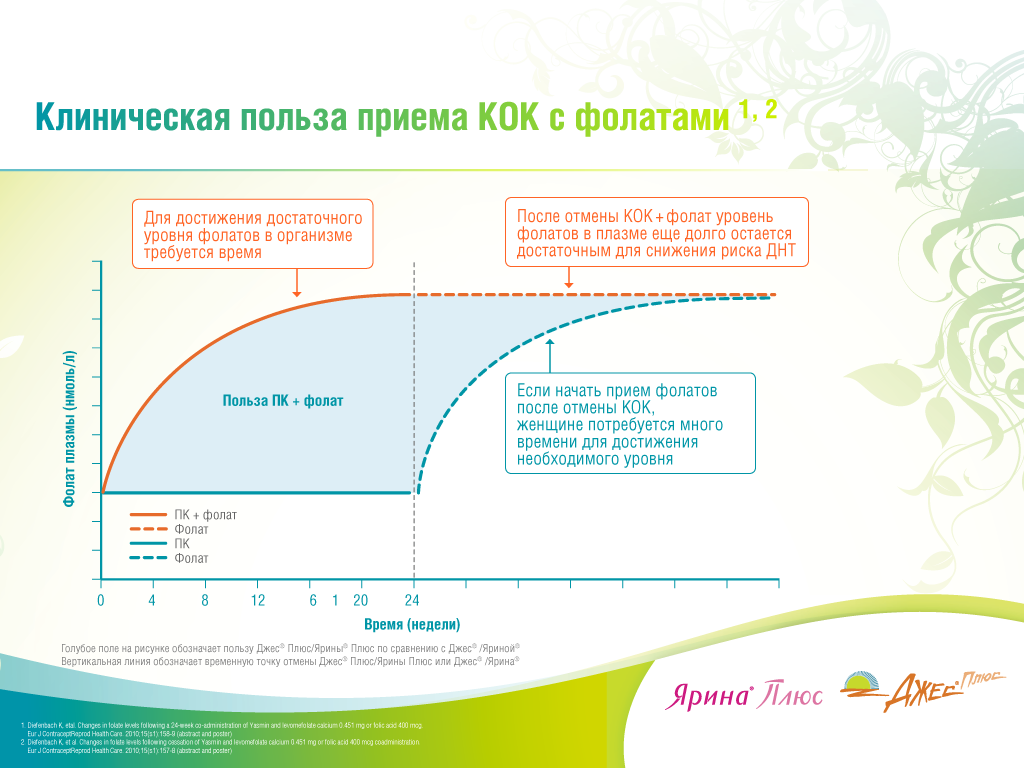 Клиническая польза приема КОК с фолатами 1, 2
Для достижения достаточного
уровня фолатов в организме
требуется время
После отмены КОК + фолат уровень
фолатов в плазме еще долго остается
достаточным для снижения риска ДНТ
Фолат плазмы (нмоль/л)
Польза ПК + фолат
Если начать прием фолатов
после отмены КОК,
женщине потребуется много
времени для достижения
необходимого уровня
ПК + фолат
Фолат
ПК
Фолат
0 4 8 12 6 1 20 24
Время (недели)
Голубое поле на рисунке обозначает пользу Джес® Плюс/Ярины® Плюс по сравнению с Джес® /Яриной®
Вертикальная линия обозначает временную точку отмены Джес® Плюс/Ярины Плюс или Джес® /Ярина®
Ярина® Плюс
Джес® Плюс
1. Diefenbach K, etal. Changes in folate levels following a 24-week co-administration of Yasmin and levomefolate calcium 0.451 mg or folic acid 400 mcg.
Eur J ContraceptReprod Health Care. 2010;15(s1):158-9 (abstract and poster)
2. Diefenbach K, et al. Changes in folate levels following cessation of Yasmin and levomefolate calcium 0.451 mg or folic acid 400 mcg coadministration.
Eur J ContraceptReprod Health Care. 2010;15(s1):157-8 (abstract and poster)